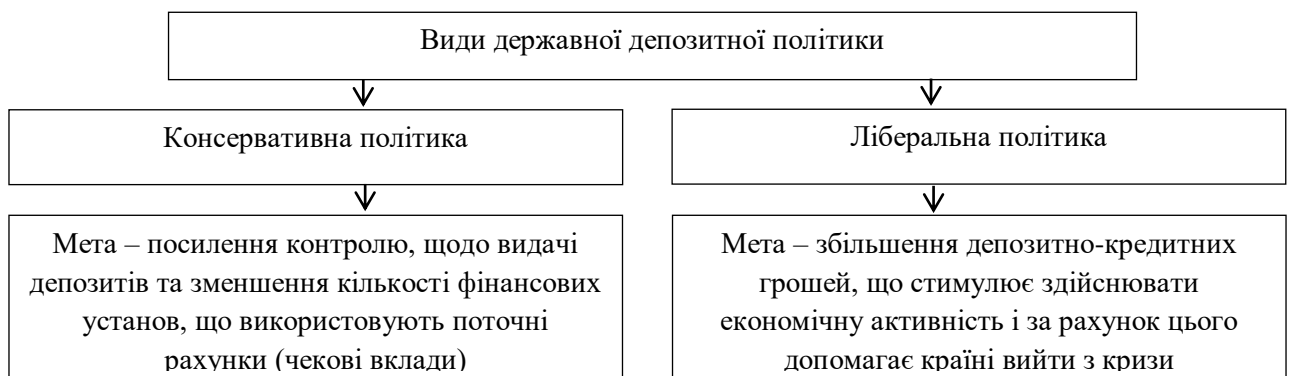 Види державної депозитної політики
Консервативна політика
Ліберальна політика
Мета – посилення контролю, щодо видачі
депозитів та зменшення кількості фінансових
установ, що використовують поточні
рахунки (чекові вклади)
Мета – збільшення депозитно-кредитних
грошей, що стимулює здійснювати
економічну активність і за рахунок цього
допомагає країні вийти з кризи